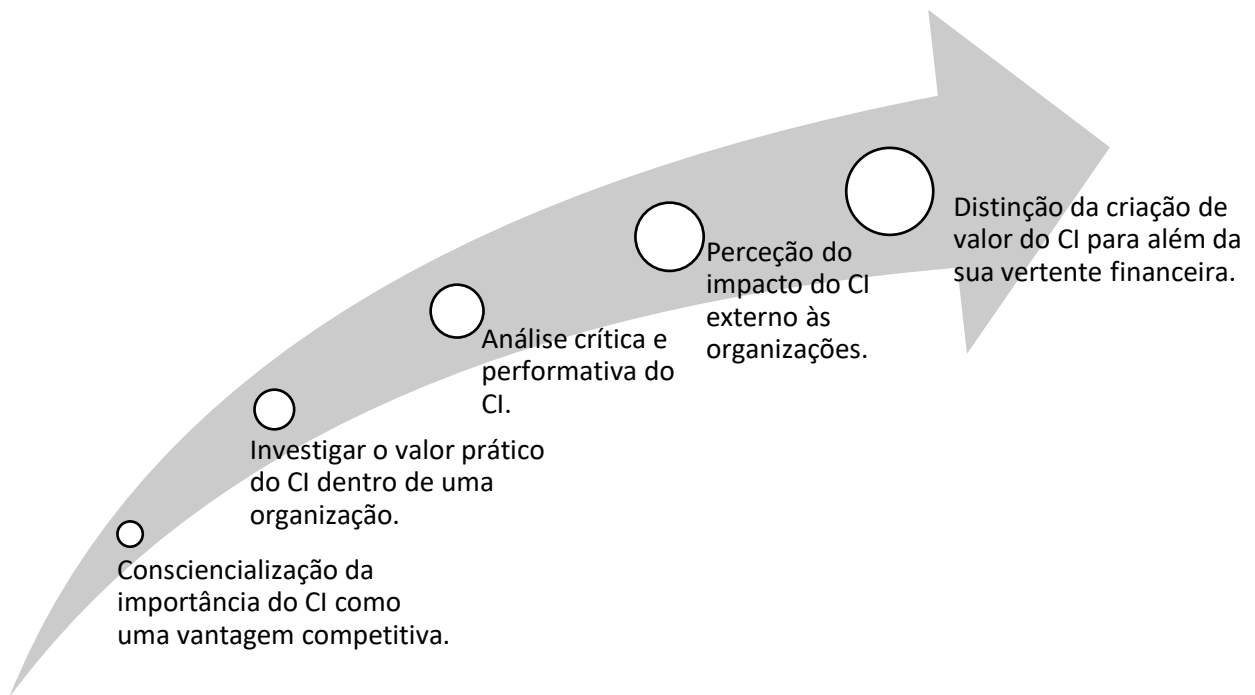 Consciencialização da
importância do CI como
uma vantagem competitiva.
Investigar o valor prático
do CI dentro de uma
organização.
Análise crítica e
performativa do
CI.
Perceção do
impacto do CI
externo às
organizações.
Distinção da criação de
valor do CI para além da
sua vertente financeira.